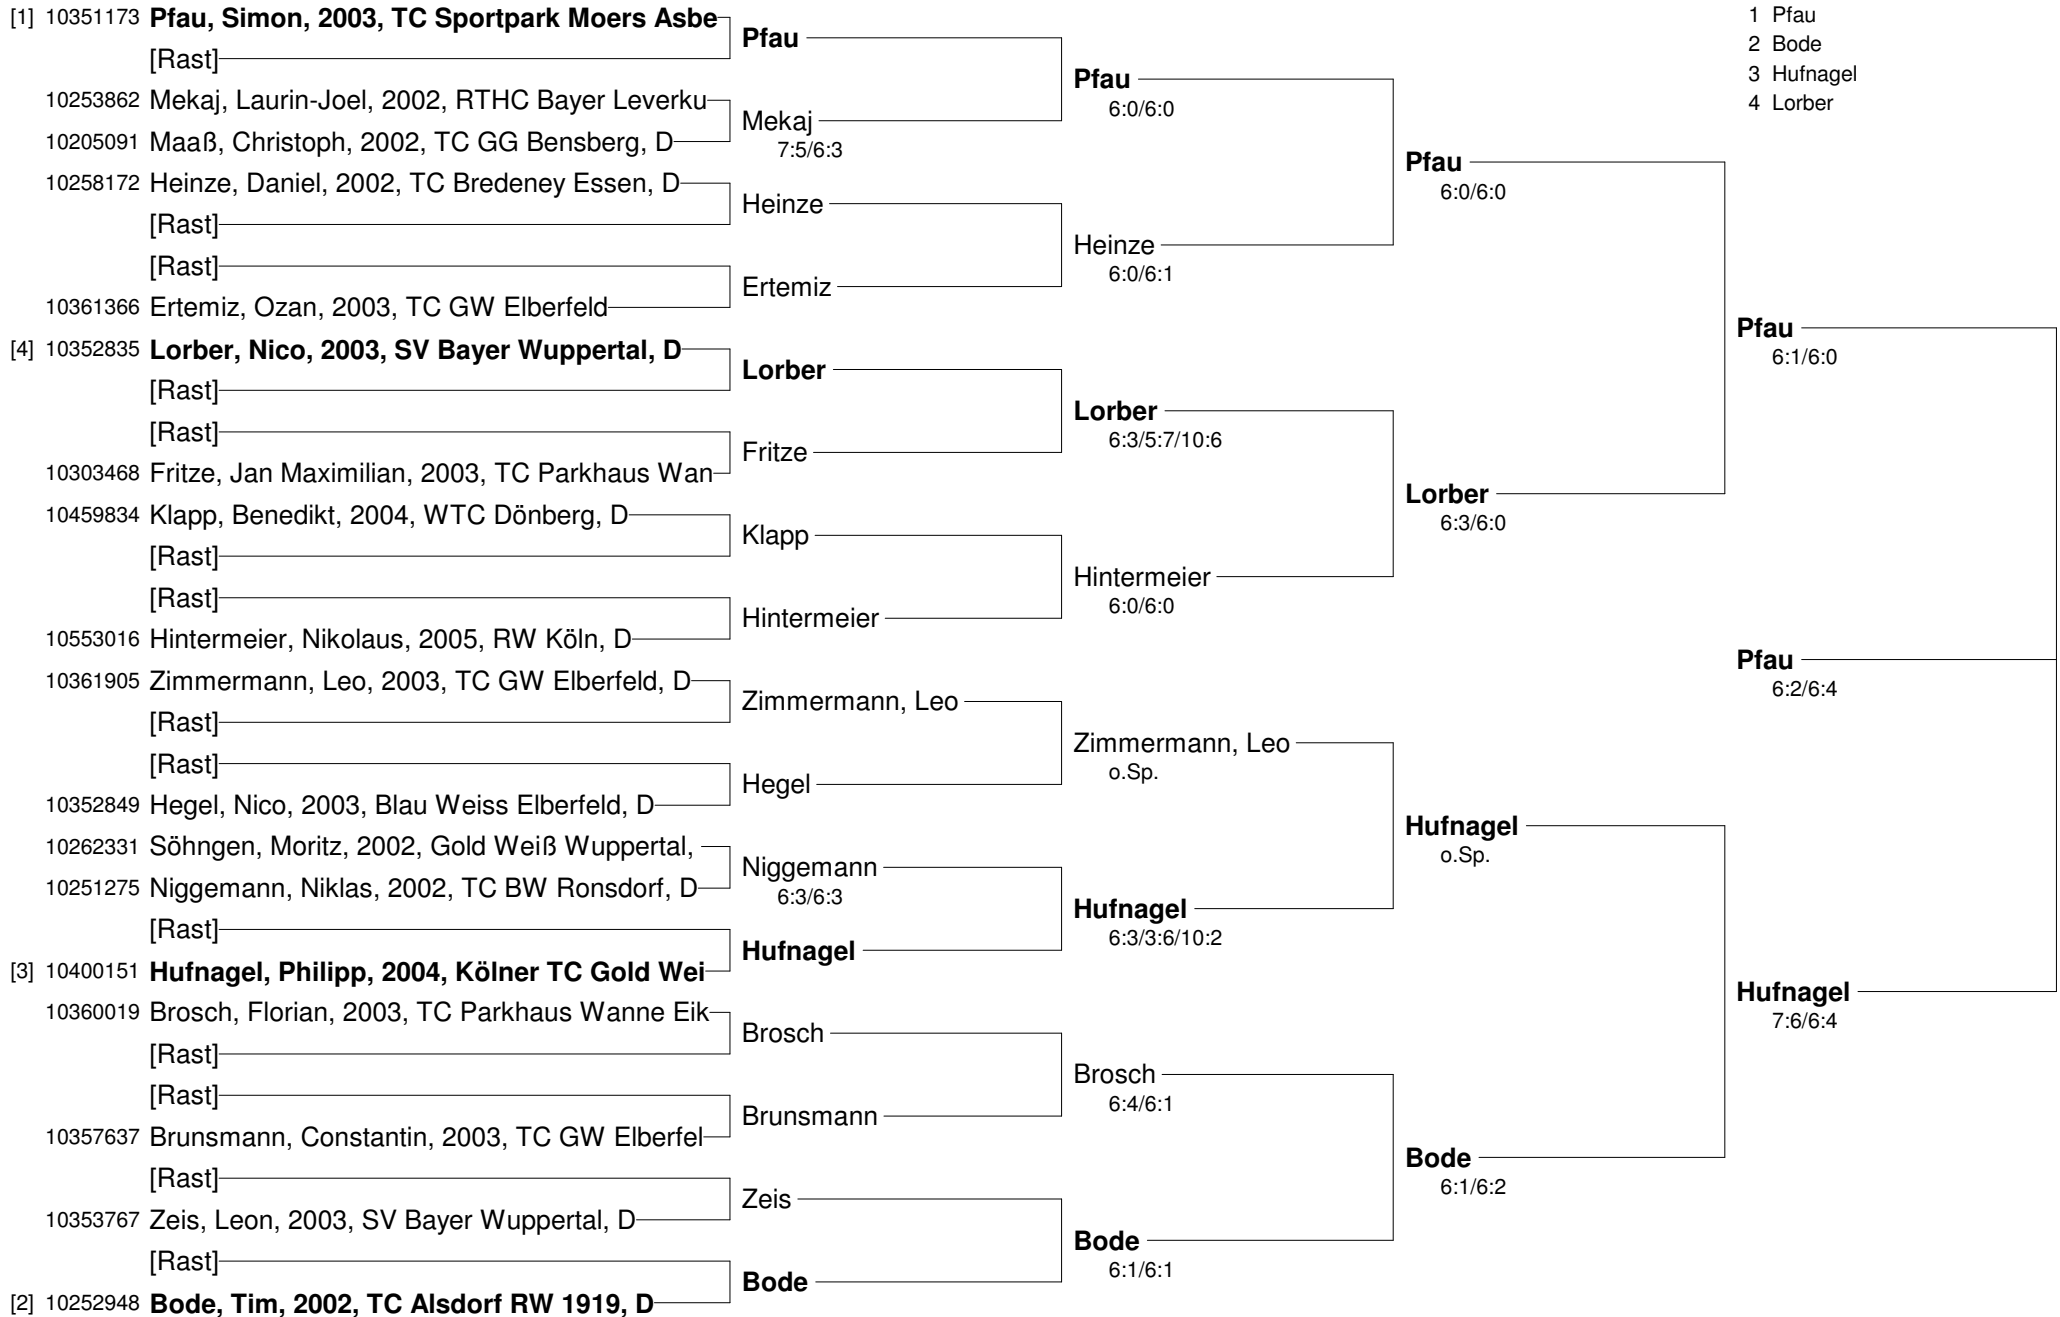 [1] 10351173 Pfau, Simon, 2003, TC Sportpark Moers Asbe
[Rast]
10253862 Mekaj, Laurin-Joel, 2002, RTHC Bayer Leverku
10205091 Maaß, Christoph, 2002, TC GG Bensberg, D
10258172 Heinze, Daniel, 2002, TC Bredeney Essen, D
[Rast]
[Rast]
10361366 Ertemiz, Ozan, 2003, TC GW Elberfeld
[4] 10352835 Lorber, Nico, 2003, SV Bayer Wuppertal, D
[Rast]
[Rast]
10303468 Fritze, Jan Maximilian, 2003, TC Parkhaus Wan
10459834 Klapp, Benedikt, 2004, WTC Dönberg, D
[Rast]
[Rast]
10553016 Hintermeier, Nikolaus, 2005, RW Köln, D
10361905 Zimmermann, Leo, 2003, TC GW Elberfeld, D
[Rast]
[Rast]
10352849 Hegel, Nico, 2003, Blau Weiss Elberfeld, D
10262331 Söhngen, Moritz, 2002, Gold Weiß Wuppertal,
10251275 Niggemann, Niklas, 2002, TC BW Ronsdorf, D
[Rast]
[3] 10400151 Hufnagel, Philipp, 2004, Kölner TC Gold Wei
10360019 Brosch, Florian, 2003, TC Parkhaus Wanne Eik
[Rast]
[Rast]
10357637 Brunsmann, Constantin, 2003, TC GW Elberfel
[Rast]
10353767 Zeis, Leon, 2003, SV Bayer Wuppertal, D
[Rast]
[2] 10252948 Bode, Tim, 2002, TC Alsdorf RW 1919, D
Pfau
Mekaj
7:5/6:3
Heinze
Ertemiz
Lorber
Fritze
Klapp
Hintermeier
Zimmermann, Leo
Hegel
Niggemann
6:3/6:3
Hufnagel
Brosch
Brunsmann
Zeis
Bode
Pfau
6:0/6:0
Heinze
6:0/6:1
Lorber
6:3/5:7/10:6
Hintermeier
6:0/6:0
Zimmermann, Leo
o.Sp.
Hufnagel
6:3/3:6/10:2
Brosch
6:4/6:1
Bode
6:1/6:1
Pfau
6:0/6:0
Lorber
6:3/6:0
Hufnagel
o.Sp.
Bode
6:1/6:2
1 Pfau
2 Bode
3 Hufnagel
4 Lorber
Pfau
6:1/6:0
Pfau
6:2/6:4
Hufnagel
7:6/6:4